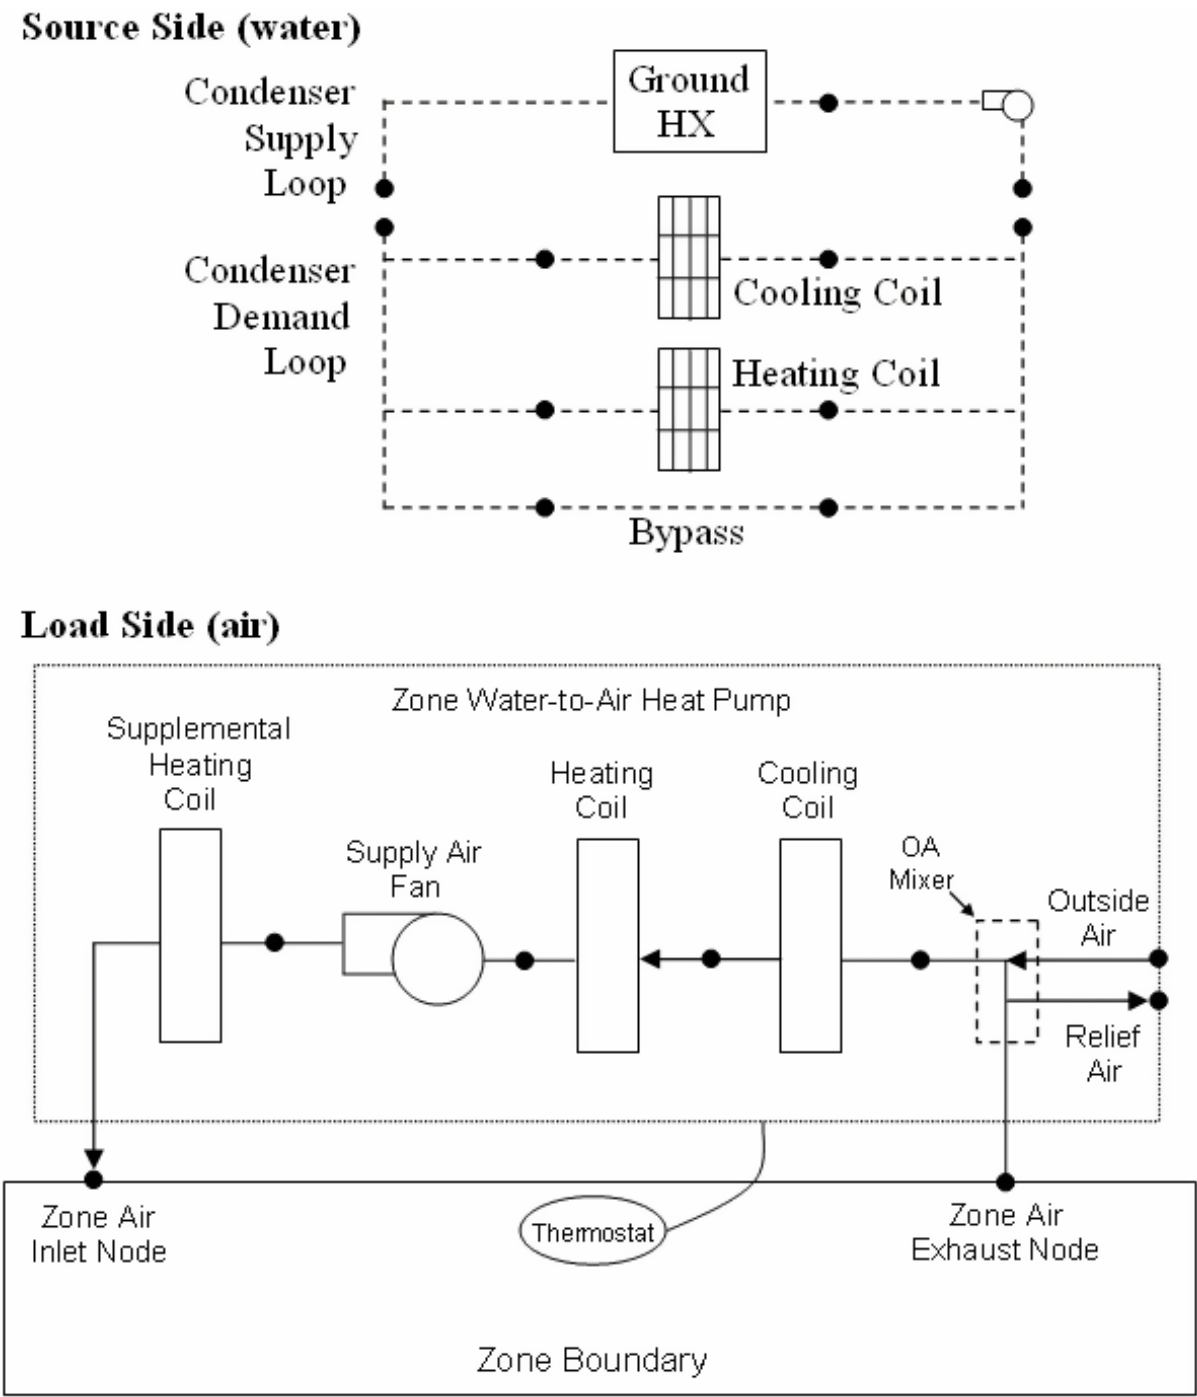 Source Side (water)
Condenser
Supply
Loop
Ground
HX
Condenser
Demand
Loop
Cooling Coil
Heating Coil
Bypass
Load Side (air)
Zone Water-to-Air Heat Pump
Supplemental
Heating
Coil
Supply Air
Fan
Heating
Coil
Cooling
Coil
OA
Mixer
Outside
Air
Relief
Air
Zone Air
Inlet Node
Thermostat
Zone Air
Exhaust Node
Zone Boundary